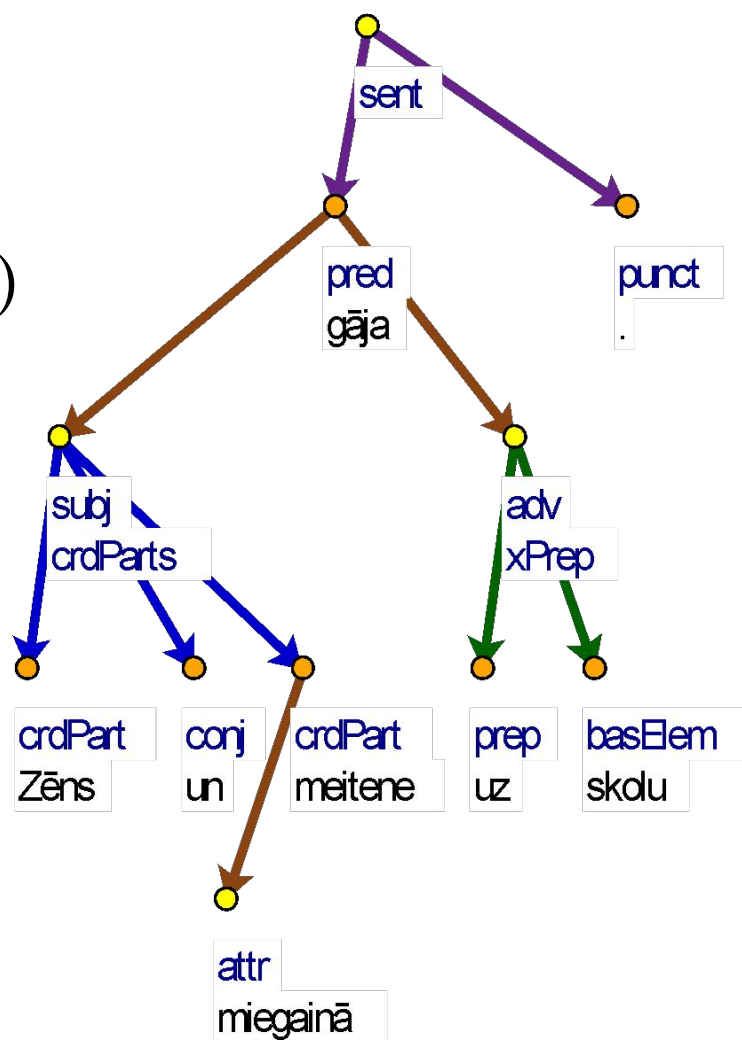 sent
)
pred
gāja
punct
.
subj
crdParts
adv
xPrep
crdPart
Zēns
conj
un
crdPart
meitene
prep
uz
basElem
skolu
attr
miegainā